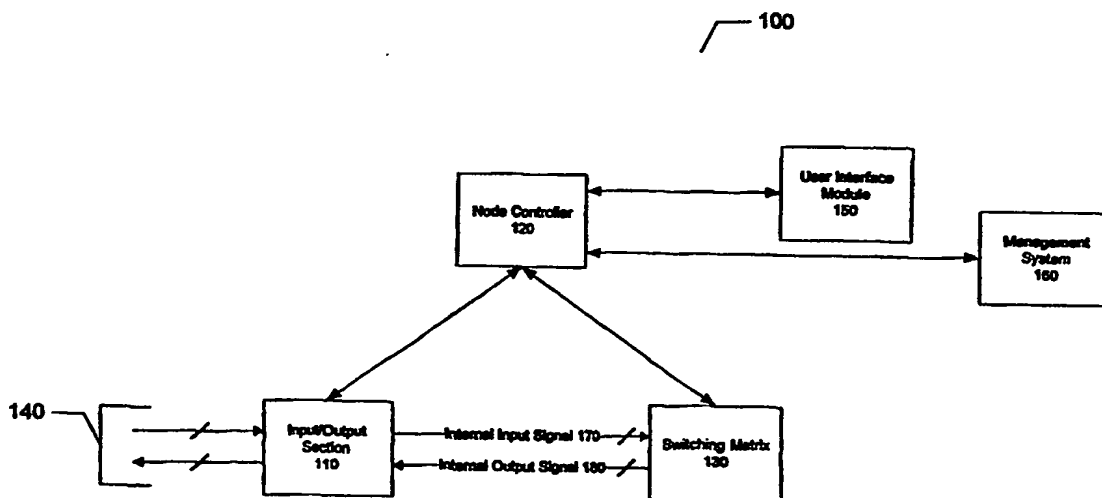 100
User Interface
Module
150
Node Controller
120
Management
System
160
140
Input/Output
Section
110
Internal Input Signal 170
Internal Output Signal 180
Switching Matrix
130